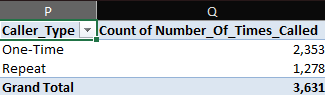 P Q
Caller_Type Count of Number_Of_Times_Called
One-Time 2,353
Repeat 1,278
Grand Total 3,631